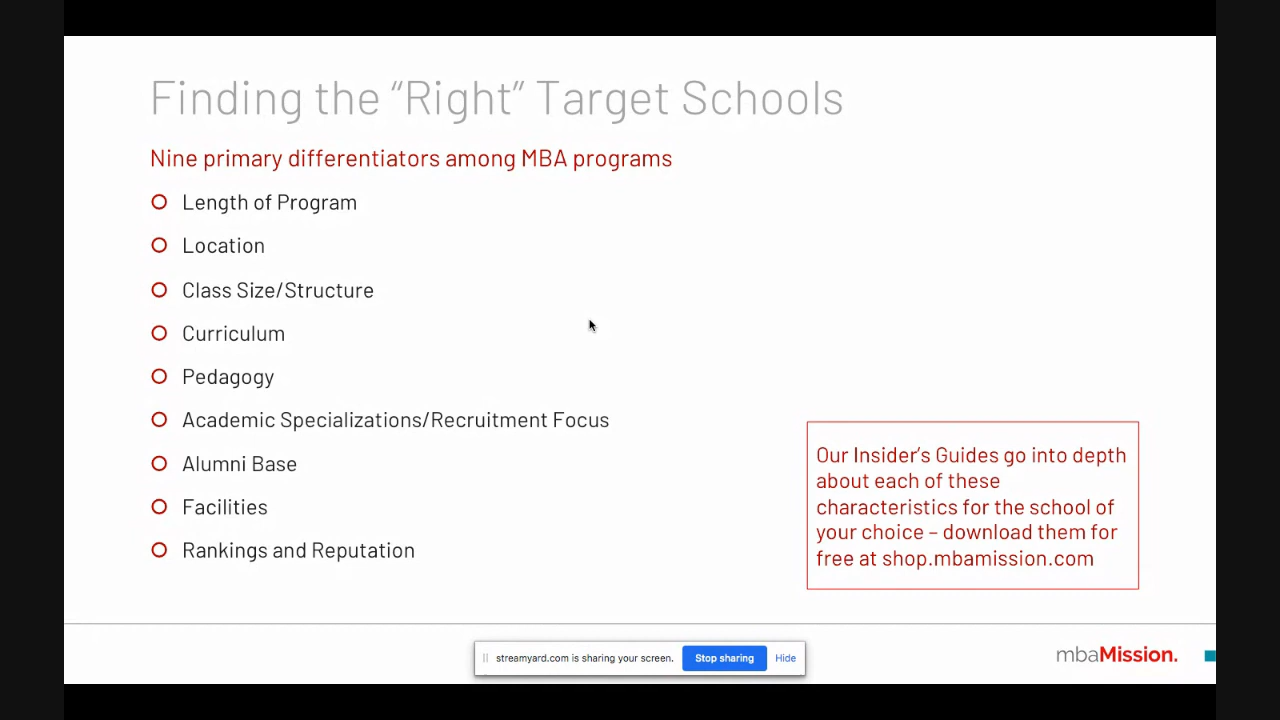 Finding the “Right” Target Schools
Nine primary differentiators among MBA programs
Length of Program
Location
Class Size/Structure
Curriculum
Pedagogy
Academic Specializations/Recruitment Focus
Alumni Base
Facilities
Rankings and Reputation
Our Insider's Guides go into depth
about each of these
characteristics for the school of
your choice – download them for
free at shop.mbamission.com
streamyard.com is sharing your screen.
Stop sharing
Hide
mbaMission.